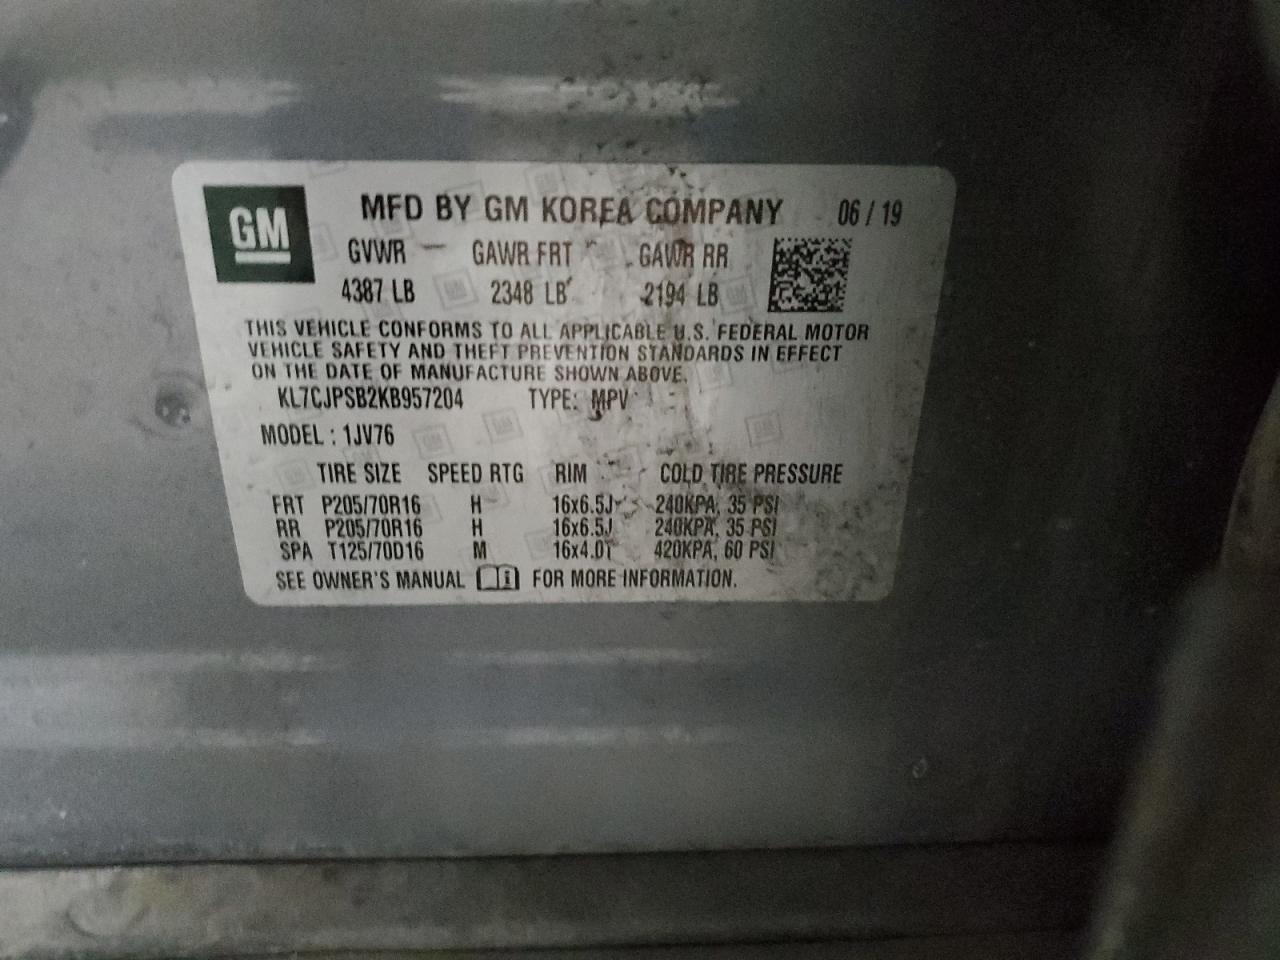 GM
MFD BY GM KOREA COMPANY 06 / 19
GVWR GAWR FRT GAWR RR
4387 LB 2348 LB 2194 LB
THIS VEHICLE CONFORMS TO ALL APPLICABLE U.S. FEDERAL MOTOR
VEHICLE SAFETY AND THEFT PREVENTION STANDARDS IN EFFECT
ON THE DATE OF MANUFACTURE SHOWN ABOVE.
KL7CJPSB2KB957204 TYPE: MPV
MODEL : 1JV76
TIRE SIZE SPEED RTG RIM COLD TIRE PRESSURE
FRT P205/70R16 H 16x6.5J 240KPA, 35 PSI
RR P205/70R16 H 16x6.5J 240KPA, 35 PSI
SPA T125/70D16 M 16x4.0T 420KPA, 60 PSI
SEE OWNER'S MANUAL FOR MORE INFORMATION.